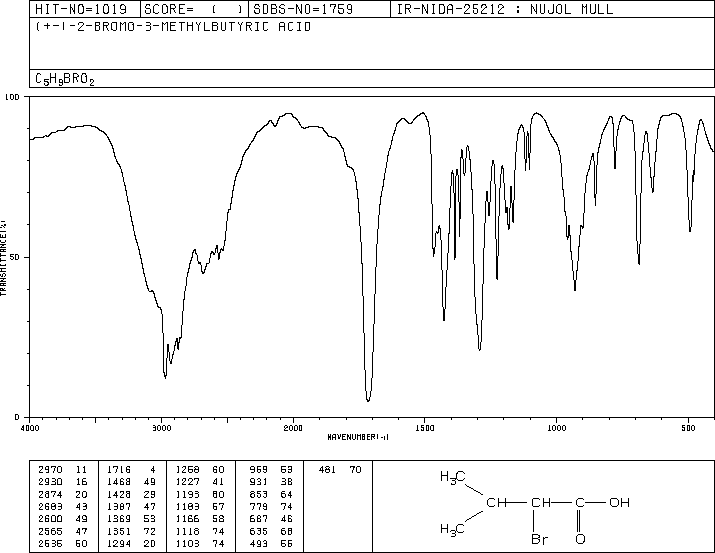 HIT-NO=1019 SCORE= ( ) SDBS-NO=1759 IR-NIDA-25212 : NUJOL MULL
(+-)-2-BROMO-3-METHYLBUTYRIC ACID
C5H9BRO2
100
50
0
TRANSMITTANCE(%)
4000 3000 2000 1500 1000 500
WAVENUMBER(-1)
2970 11 1716 4 1258 60 959 53 481 70
2930 16 1468 49 1227 41 931 38
2874 20 1428 29 1193 60 853 64
2683 43 1387 47 1183 57 779 74
2600 49 1369 53 1166 58 687 46
2565 47 1351 72 1118 74 635 68
2535 50 1294 20 1103 74 493 55
H3C
CH CH C OH
H3C
Br O